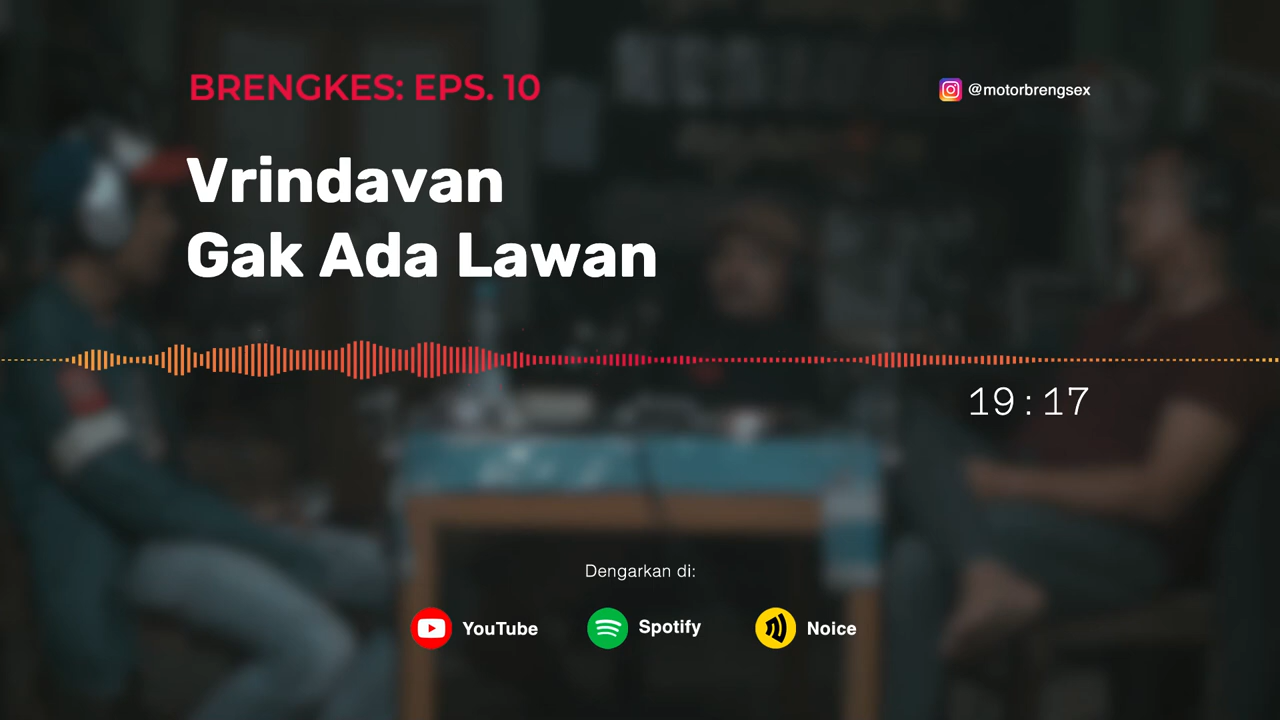 BRENGKES: EPS. 10
@motorbrengsex
Vrindavan
Gak Ada Lawan
19:17
Dengarkan di:
YouTube
Spotify
Noice